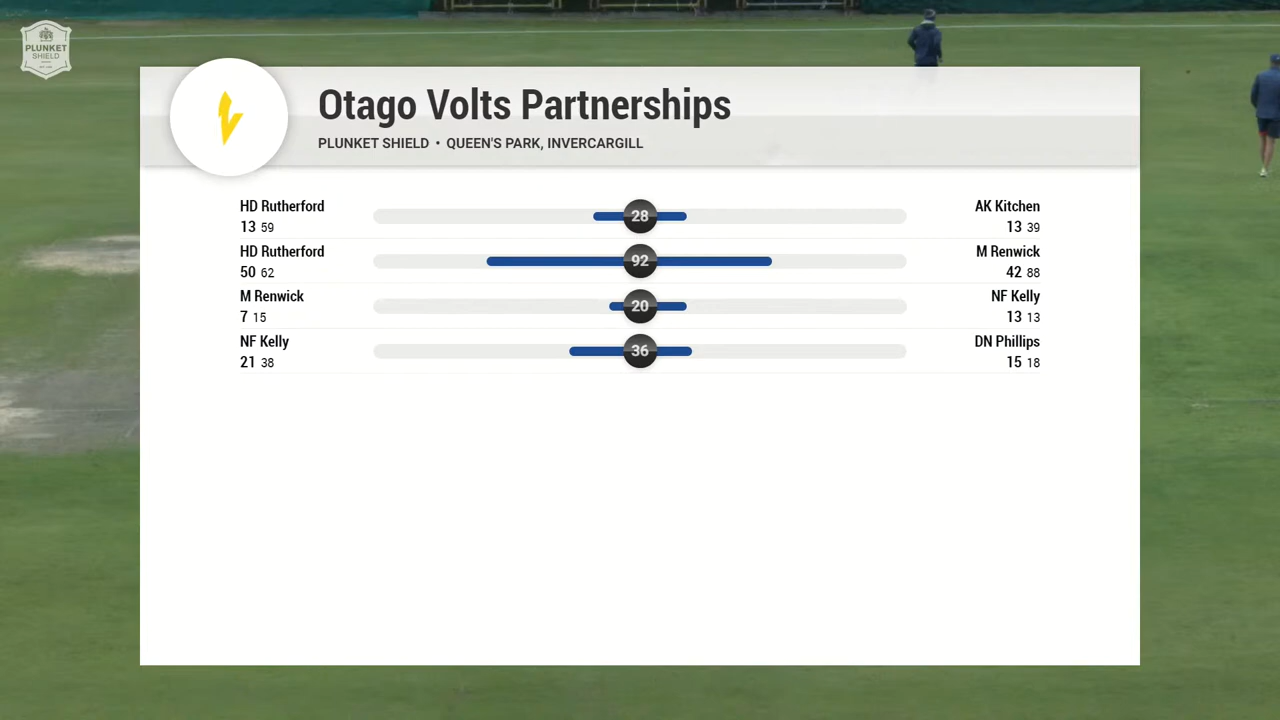 PLUNKET
SHIELD
Otago Volts Partnerships
PLUNKET SHIELD • QUEEN'S PARK, INVERCARGILL
HD Rutherford 28 AK Kitchen
13 59 13 39
HD Rutherford 92 M Renwick
50 62 42 88
M Renwick 20 NF Kelly
7 15 13 13
NF Kelly 36 DN Phillips
21 38 15 18